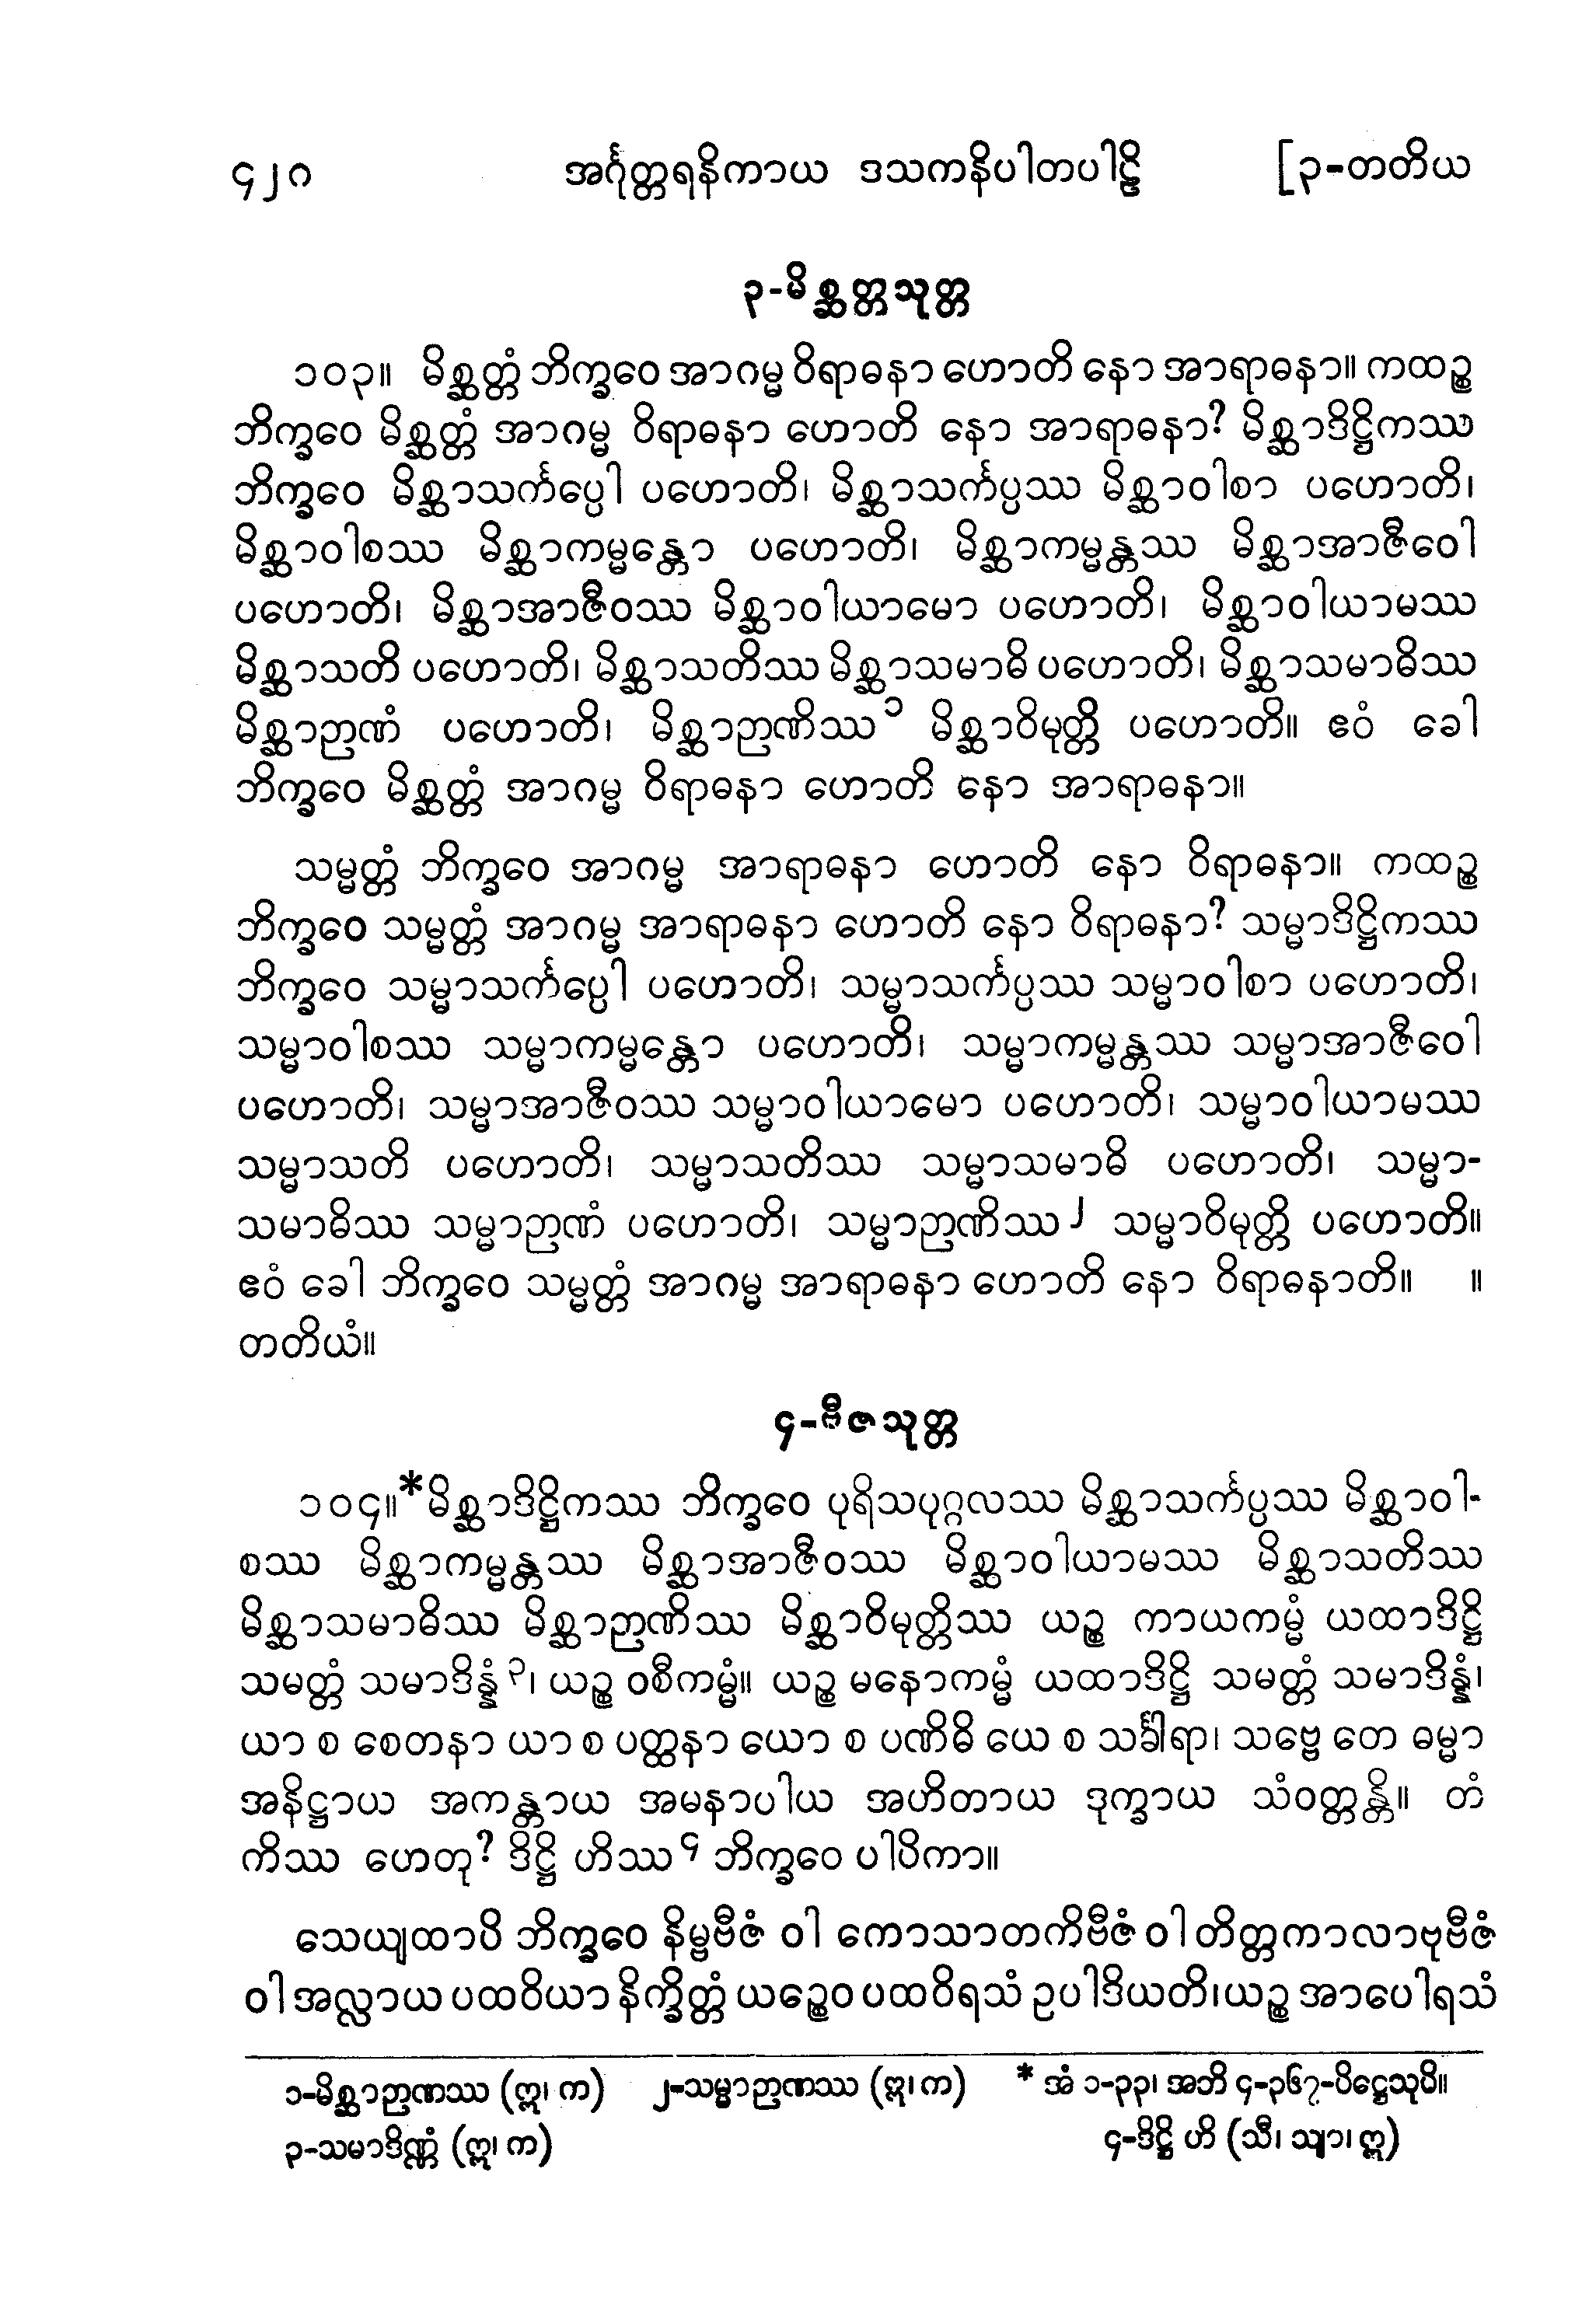 ၄၂ဂ အင်္ဂုတ္တရနိကာယ ဒသကနိပါတပါဠိ [၃-တတိယ
၃-မိစ္ဆတ္တသုတ္တ
၁၀၃။ မိစ္ဆတ္တံ ဘိက္ခဝေ အာဂမ္မ ဝိရာဓနာ ဟောတိ နော အာရာဓနာ။ ကထဉ္စ
ဘိက္ခဝေ မိစ္ဆတ္တံ အာဂမ္မ ဝိရာဓနာ ဟောတိ နော အာရာဓနာ? မိစ္ဆာဒိဋ္ဌိကဿ
ဘိက္ခဝေ မိစ္ဆာသင်္ကပ္ပေါ ပဟောတိ၊ မိစ္ဆာသင်္ကပ္ပဿ မိစ္ဆာဝါစာ ပဟောတိ၊
မိစ္ဆာဝါစဿ မိစ္ဆာကမ္မန္တော ပဟောတိ၊ မိစ္ဆာကမ္မန္တဿ မိစ္ဆာအာဇီဝေါ
ပဟောတိ၊ မိစ္ဆာအာဇီဝဿ မိစ္ဆာဝါယာမော ပဟောတိ၊ မိစ္ဆာဝါယာမဿ
မိစ္ဆာသတိ ပဟောတိ၊ မိစ္ဆာသတိဿ မိစ္ဆာသမာဓိ ပဟောတိ၊ မိစ္ဆာသမာဓိဿ
မိစ္ဆာဉာဏံ ပဟောတိ၊ မိစ္ဆာဉာဏိဿ၁ မိစ္ဆာဝိမုတ္တိ ပဟောတိ။ ဧဝံ ခေါ
ဘိက္ခဝေ မိစ္ဆတ္တံ အာဂမ္မ ဝိရာဓနာ ဟောတိ နော အာရာဓနာ။
သမ္မတ္တံ ဘိက္ခဝေ အာဂမ္မ အာရာဓနာ ဟောတိ နော ဝိရာဓနာ။ ကထဉ္စ
ဘိက္ခဝေ သမ္မတ္တံ အာဂမ္မ အာရာဓနာ ဟောတိ နော ဝိရာဓနာ? သမ္မာဒိဋ္ဌိကဿ
ဘိက္ခဝေ သမ္မာသင်္ကပ္ပေါ ပဟောတိ၊ သမ္မာသင်္ကပ္ပဿ သမ္မာဝါစာ ပဟောတိ၊
သမ္မာဝါစဿ သမ္မာကမ္မန္တော ပဟောတိ၊ သမ္မာကမ္မန္တဿ သမ္မာအာဇီဝေါ
ပဟောတိ၊ သမ္မာအာဇီဝဿ သမ္မာဝါယာမော ပဟောတိ၊ သမ္မာဝါယာမဿ
သမ္မာသတိ ပဟောတိ၊ သမ္မာသတိဿ သမ္မာသမာဓိ ပဟောတိ၊ သမ္မာ-
သမာဓိဿ သမ္မာဉာဏံ ပဟောတိ၊ သမ္မာဉာဏိဿ၂ သမ္မာဝိမုတ္တိ ပဟောတိ။
ဧဝံ ခေါ ဘိက္ခဝေ သမ္မတ္တံ အာဂမ္မ အာရာဓနာ ဟောတိ နော ဝိရာဓနာတိ။ ။
တတိယံ။
၄-ဗီဇသုတ္တ
၁၀၄။*မိစ္ဆာဒိဋ္ဌိကဿ ဘိက္ခဝေ ပုရိသပုဂ္ဂလဿ မိစ္ဆာသင်္ကပ္ပဿ မိစ္ဆာဝါ-
စဿ မိစ္ဆာကမ္မန္တဿ မိစ္ဆာအာဇီဝဿ မိစ္ဆာဝါယာမဿ မိစ္ဆာသတိဿ
မိစ္ဆာသမာဓိဿ မိစ္ဆာဉာဏိဿ မိစ္ဆာဝိမုတ္တိဿ ယဉ္စ ကာယကမ္မံ ယထာဒိဋ္ဌိ
သမတ္တံ သမာဒိန္နံ၃၊ ယဉ္စ ဝစီကမ္မံ။ ယဉ္စ မနောကမ္မံ ယထာဒိဋ္ဌိ သမတ္တံ သမာဒိန္နံ၊
ယာ စ စေတနာ ယာ စ ပတ္ထနာ ယော စ ပဏိဓိ ယေ စ သင်္ခါရာ၊ သဗ္ဗေ တေ ဓမ္မာ
အနိဋ္ဌာယ အကန္တာယ အမနာပါယ အဟိတာယ ဒုက္ခာယ သံဝတ္တန္တိ။ တံ
ကိဿ ဟေတု? ဒိဋ္ဌိ ဟိဿ၄ ဘိက္ခဝေ ပါပိကာ။
သေယျထာပိ ဘိက္ခဝေ နိမ္ဗဗီဇံ ဝါ ကောသာတကိဗီဇံ ဝါ တိတ္တကာလာဗုဗီဇံ
ဝါ အလ္လာယ ပထဝိယာ နိက္ခိတ္တံ ယဉ္စေဝ ပထဝိရသံ ဥပါဒိယတိ၊ယဉ္စ အာပေါရသံ
၁-မိစ္ဆာဉာဏဿ (ဣ၊ က) ၂-သမ္မာဉာဏဿ (ဣ၊က) * အံ ၁-၃၃၊ အဘိ ၄-၃၆၇-ပိဋ္ဌေသုပိ။
၃-သမာဒိဏ္ဏံ (ဣ၊ က) ၄-ဒိဋ္ဌိ ဟိ (သီ၊ သျာ၊ ဣ)